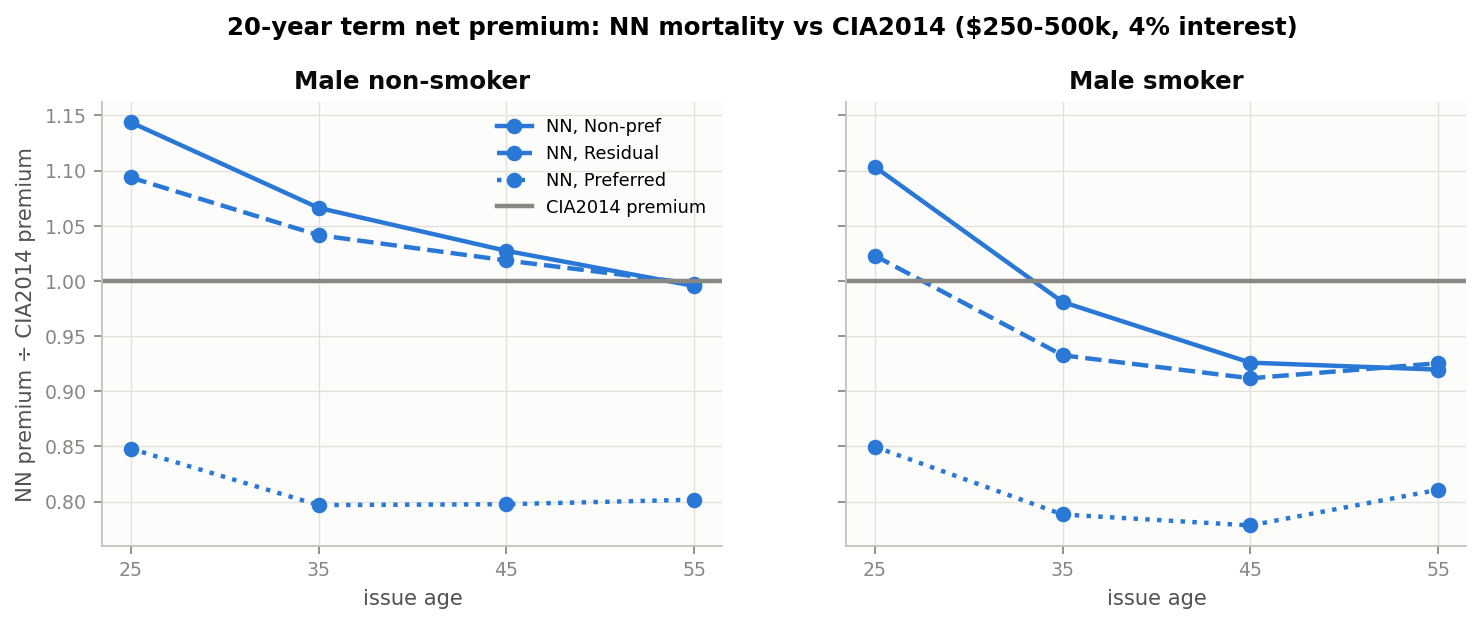 20-year term net premium: NN mortality vs CIA2014 ($250-500k, 4% interest)
Male non-smoker
Male smoker
NN premium ÷ CIA2014 premium
1.15
1.10
1.05
1.00
0.95
0.90
0.85
0.80
NN, Non-pref
NN, Residual
NN, Preferred
CIA2014 premium
25 35 45 55
25 35 45 55
issue age
issue age